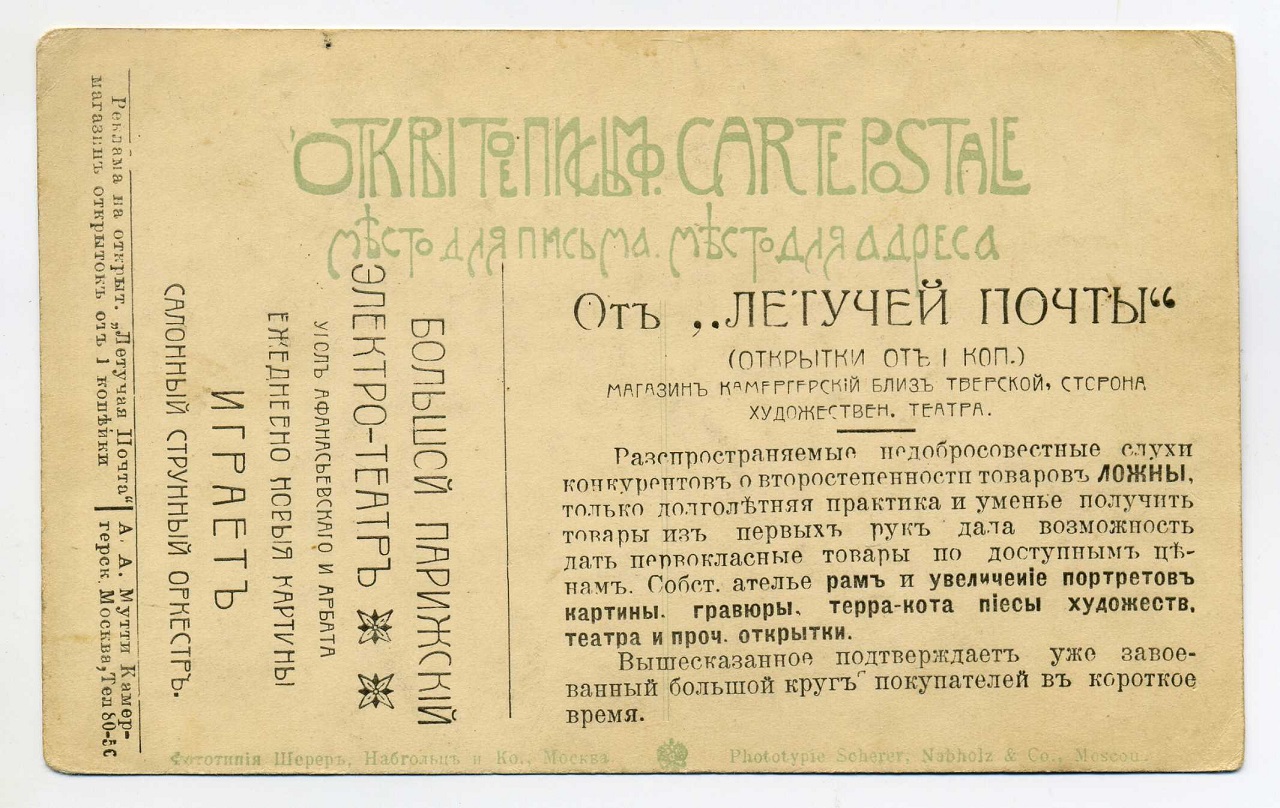 ОТКРЫТОЕ ПИСЬМО. CARTE POSTALE
МѢСТО ДЛЯ ПИСЬМА. МѢСТО ДЛЯ АДРЕСА
Отъ „ЛЕТУЧЕЙ ПОЧТЫ“
(ОТКРЫТКИ ОТЪ 1 КОП.)
МАГАЗИНЪ КАМЕРГЕРСКІЙ БЛИЗЪ ТВЕРСКОЙ, СТОРОНА
ХУДОЖЕСТВЕН. ТЕАТРА.
Распространяемые недобросовестные слухи
конкурентовъ о второстепенности товаровъ ЛОЖНЫ,
только долголѣтняя практика и уменье получить
товары изъ первыхъ рукъ дала возможность
дать первокласные товары по доступнымъ цѣ-
намъ. Собст. ателье рамъ и увеличеніе портретовъ
картины, гравюры, терра-кота піесы художеств.
театра и проч. открытки.
Вышесказанное подтверждаетъ уже завое-
ванный большой кругъ покупателей въ короткое
время.
БОЛЬШОЙ ПАРИЖСКІЙ
ЭЛЕКТРО-ТЕАТРЪ
УГОЛЪ АФАНАСЬЕВСКАГО И АРБАТА
ЕЖЕДНЕВНО НОВЫЯ КАРТИНЫ
ИГРАЕТЪ
САЛОННЫЙ СТРУННЫЙ ОРКЕСТРЪ.
Реклама на открыт. „Летучая Почта“ А. А. Мутти Камер-
магазинъ открытокъ отъ 1 копѣйки герск. Москва, Тел 80-56
Фототипія Шереръ, Набгольцъ и Ко., Москва.
Phototypie Scherer, Nabholz & Co., Moscou.